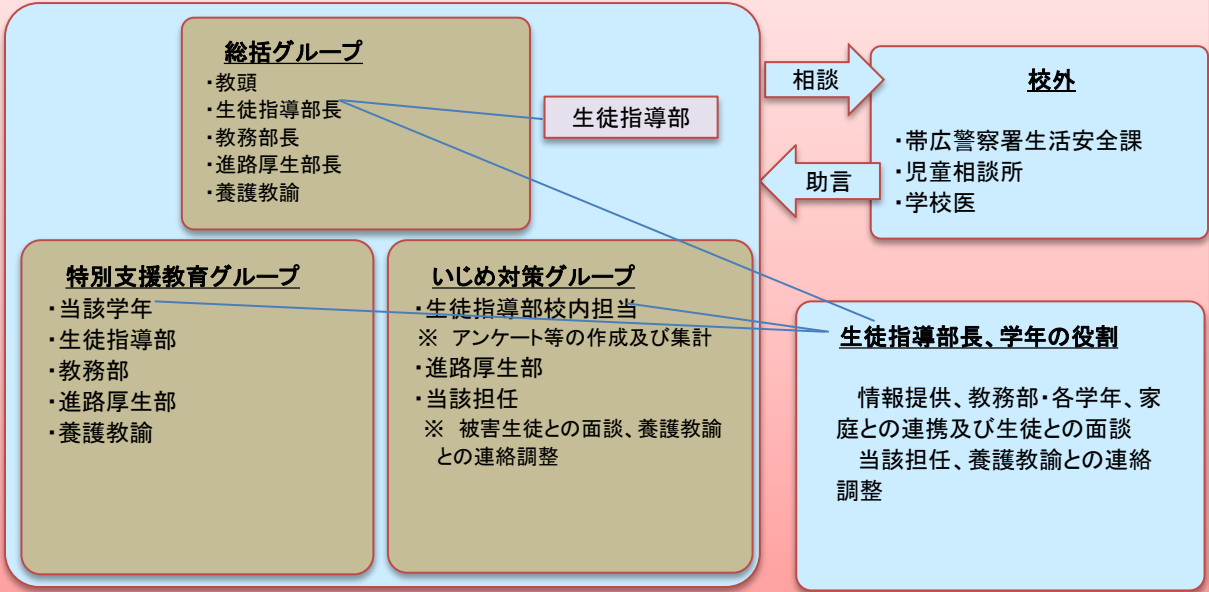 総括グループ
・教頭
・生徒指導部長
・教務部長
・進路厚生部長
・養護教諭
生徒指導部
相談
助言
校外
・帯広警察署生活安全課
・児童相談所
・学校医
特別支援教育グループ
・当該学年
・生徒指導部
・教務部
・進路厚生部
・養護教諭
いじめ対策グループ
・生徒指導部校内担当
※ アンケート等の作成及び集計
・進路厚生部
・当該担任
※ 被害生徒との面談、養護教諭
との連絡調整
生徒指導部長、学年の役割
情報提供、教務部・各学年、家
庭との連携及び生徒との面談
当該担任、養護教諭との連絡
調整